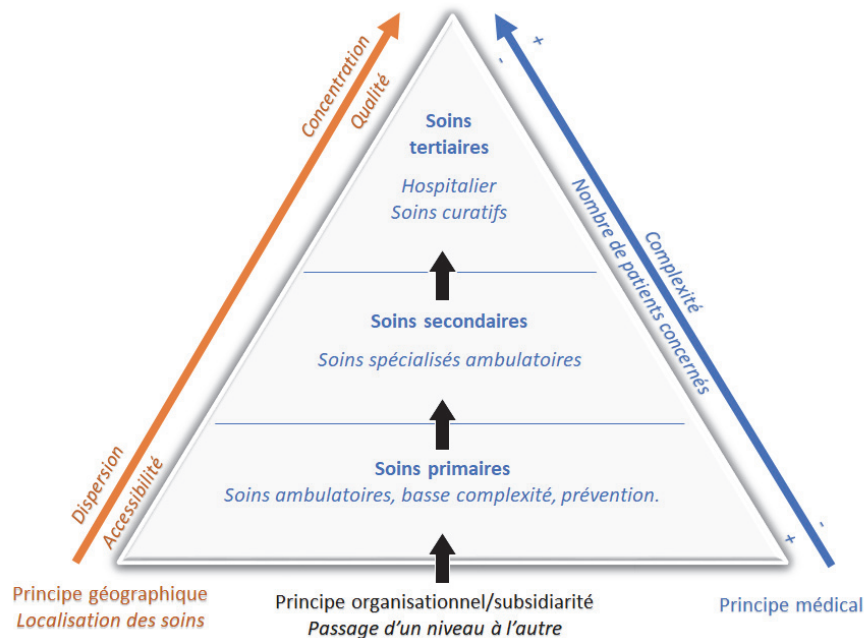 Concentration
Qualité
+
-
Soins
tertiaires
Hospitalier
Soins curatifs
Complexité
Nombre de patients concernés
Soins secondaires
Soins spécialisés ambulatoires
Dispersion
Accessibilité
Soins primaires
Soins ambulatoires, basse complexité, prévention.
-
+
Principe géographique
Localisation des soins
Principe organisationnel/subsidiarité
Passage d'un niveau à l'autre
Principe médical